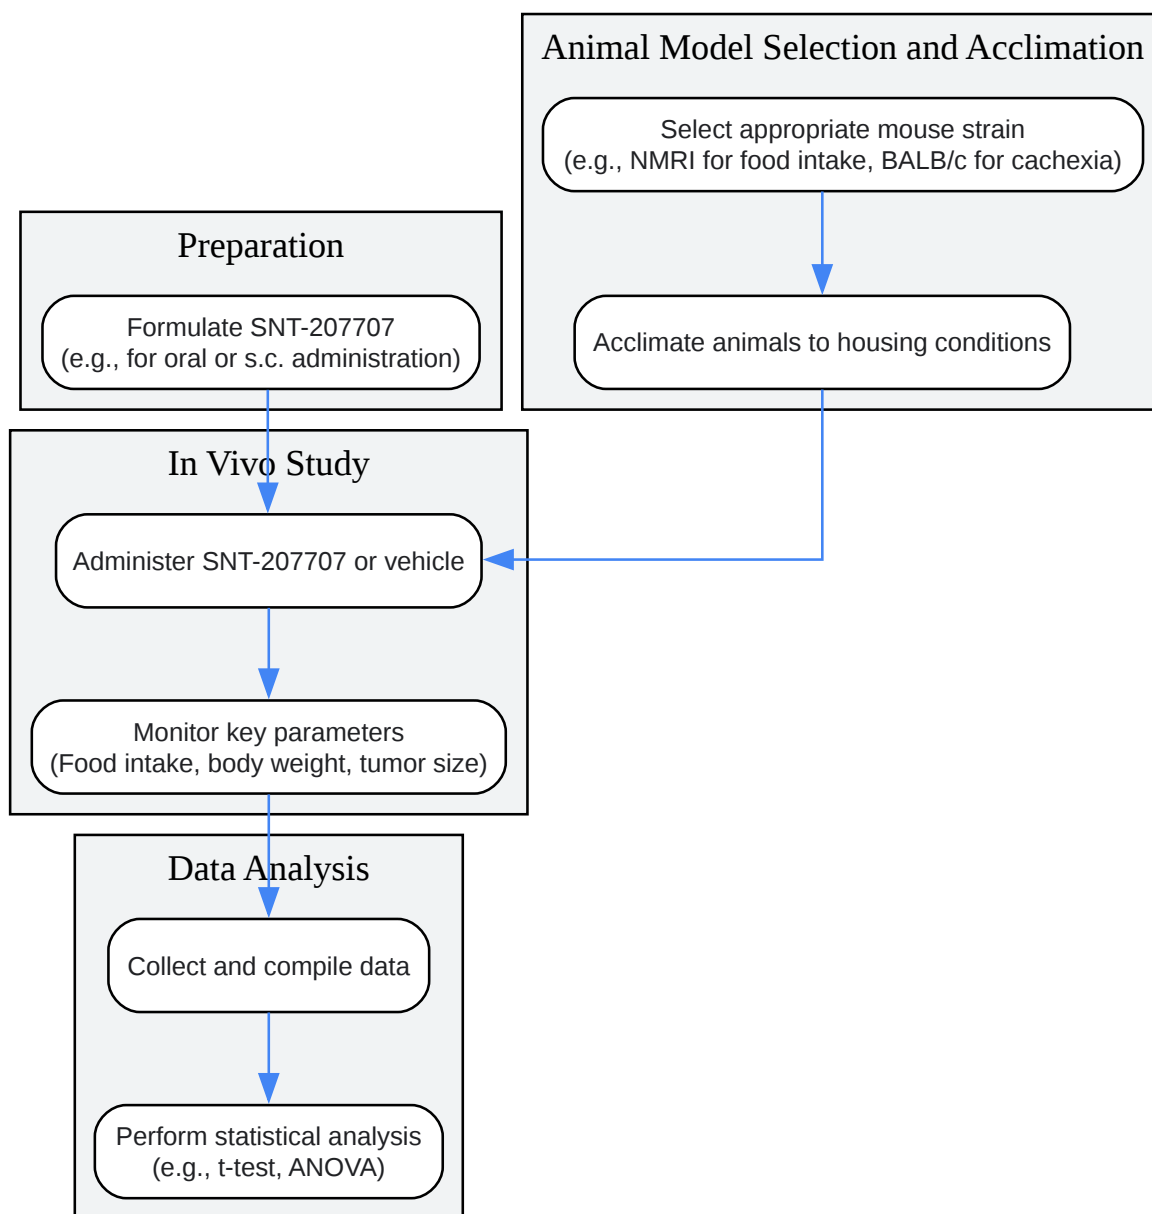 Animal Model Selection and Acclimation
Select appropriate mouse strain
(e.g., NMRI for food intake, BALB/c for cachexia)
Acclimate animals to housing conditions
Preparation
Formulate SNT-207707
(e.g., for oral or s.c. administration)
In Vivo Study
Administer SNT-207707 or vehicle
Monitor key parameters
(Food intake, body weight, tumor size)
Data Analysis
Collect and compile data
Perform statistical analysis
(e.g., t-test, ANOVA)